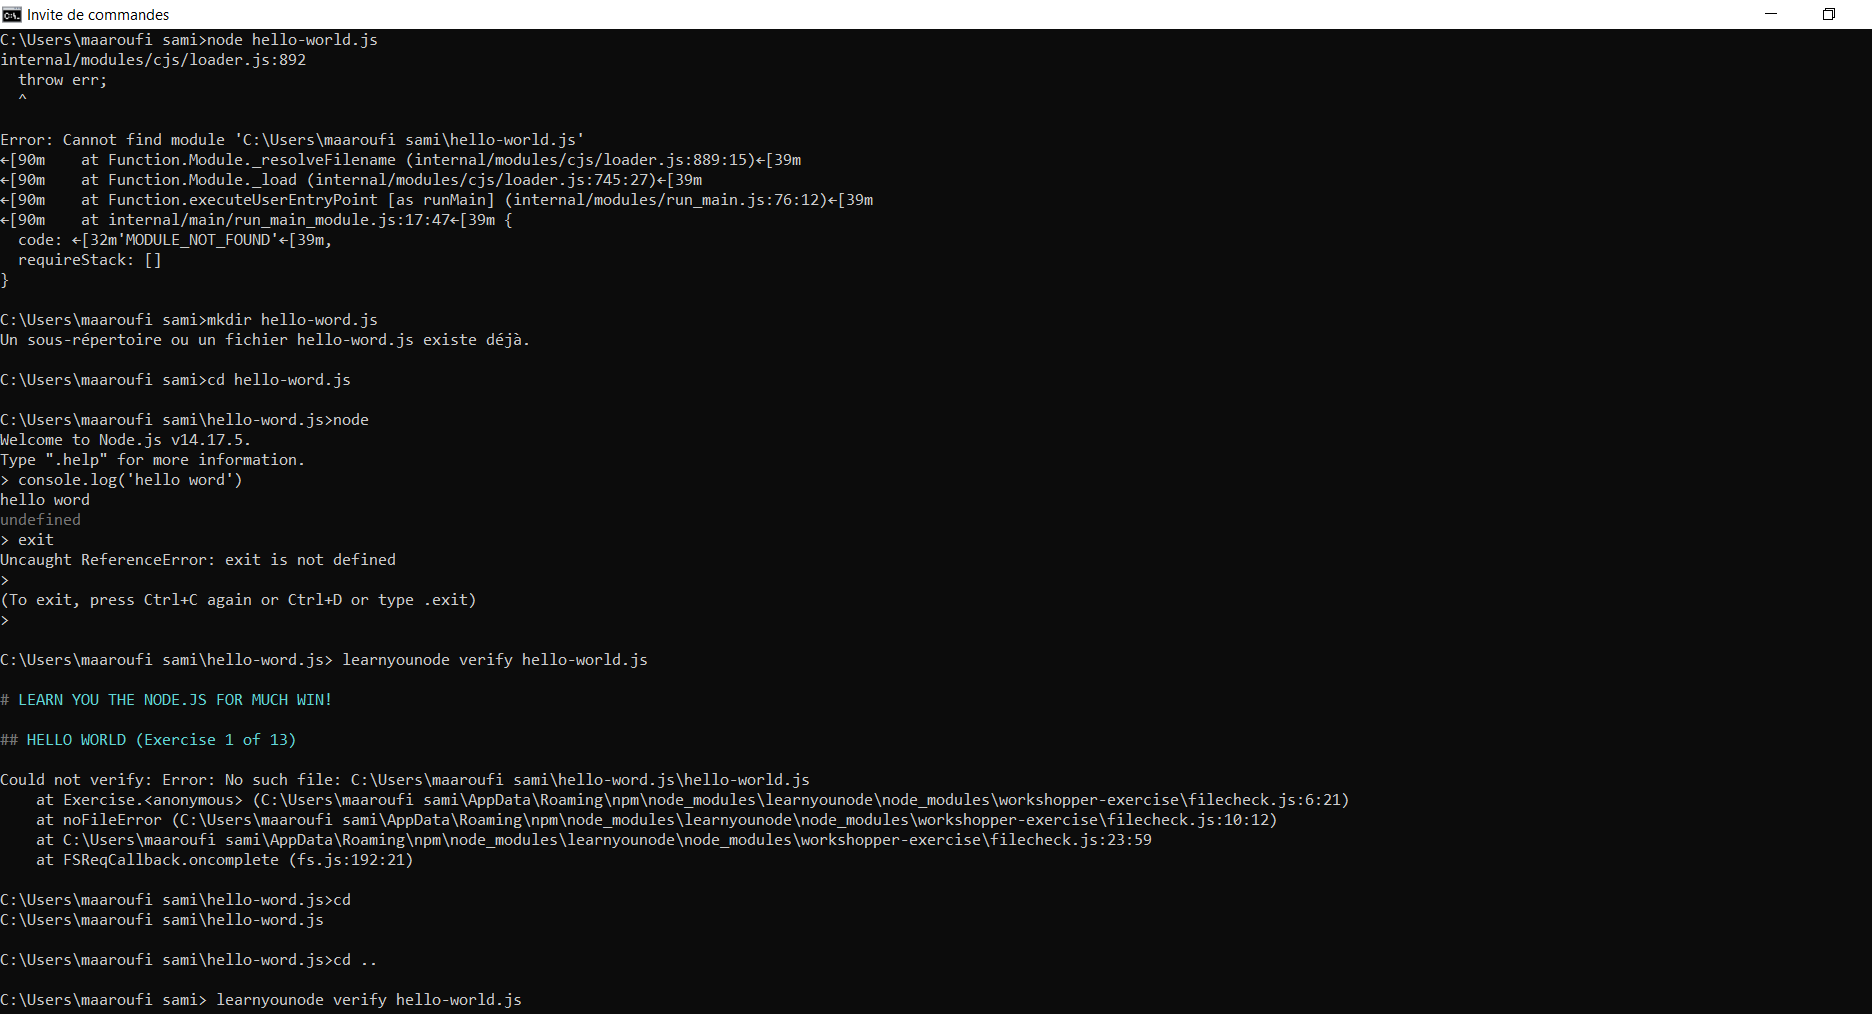 Invite de commandes
C:\Users\maaroufi sami>node hello-world.js
internal/modules/cjs/loader.js:892
  throw err;
  ^

Error: Cannot find module 'C:\Users\maaroufi sami\hello-world.js'
←[90m    at Function.Module._resolveFilename (internal/modules/cjs/loader.js:889:15)←[39m
←[90m    at Function.Module._load (internal/modules/cjs/loader.js:745:27)←[39m
←[90m    at Function.executeUserEntryPoint [as runMain] (internal/modules/run_main.js:76:12)←[39m
←[90m    at internal/main/run_main_module.js:17:47←[39m {
  code: ←[32m'MODULE_NOT_FOUND'←[39m,
  requireStack: []
}

C:\Users\maaroufi sami>mkdir hello-word.js
Un sous-répertoire ou un fichier hello-word.js existe déjà.

C:\Users\maaroufi sami>cd hello-word.js

C:\Users\maaroufi sami\hello-word.js>node
Welcome to Node.js v14.17.5.
Type ".help" for more information.
> console.log('hello word')
hello word
undefined
> exit
Uncaught ReferenceError: exit is not defined
>
(To exit, press Ctrl+C again or Ctrl+D or type .exit)
>

C:\Users\maaroufi sami\hello-word.js> learnyounode verify hello-world.js

# LEARN YOU THE NODE.JS FOR MUCH WIN!

## HELLO WORLD (Exercise 1 of 13)

Could not verify: Error: No such file: C:\Users\maaroufi sami\hello-word.js\hello-world.js
    at Exercise.<anonymous> (C:\Users\maaroufi sami\AppData\Roaming\npm\node_modules\learnyounode\node_modules\workshopper-exercise\filecheck.js:6:21)
    at noFileError (C:\Users\maaroufi sami\AppData\Roaming\npm\node_modules\learnyounode\node_modules\workshopper-exercise\filecheck.js:10:12)
    at C:\Users\maaroufi sami\AppData\Roaming\npm\node_modules\learnyounode\node_modules\workshopper-exercise\filecheck.js:23:59
    at FSReqCallback.oncomplete (fs.js:192:21)

C:\Users\maaroufi sami\hello-word.js>cd
C:\Users\maaroufi sami\hello-word.js

C:\Users\maaroufi sami\hello-word.js>cd ..

C:\Users\maaroufi sami> learnyounode verify hello-world.js